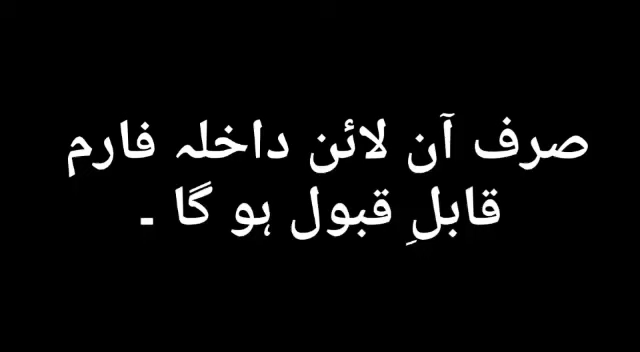 صرف آن لائن داخلہ فارم
قابلِ قبول ہو گا ۔